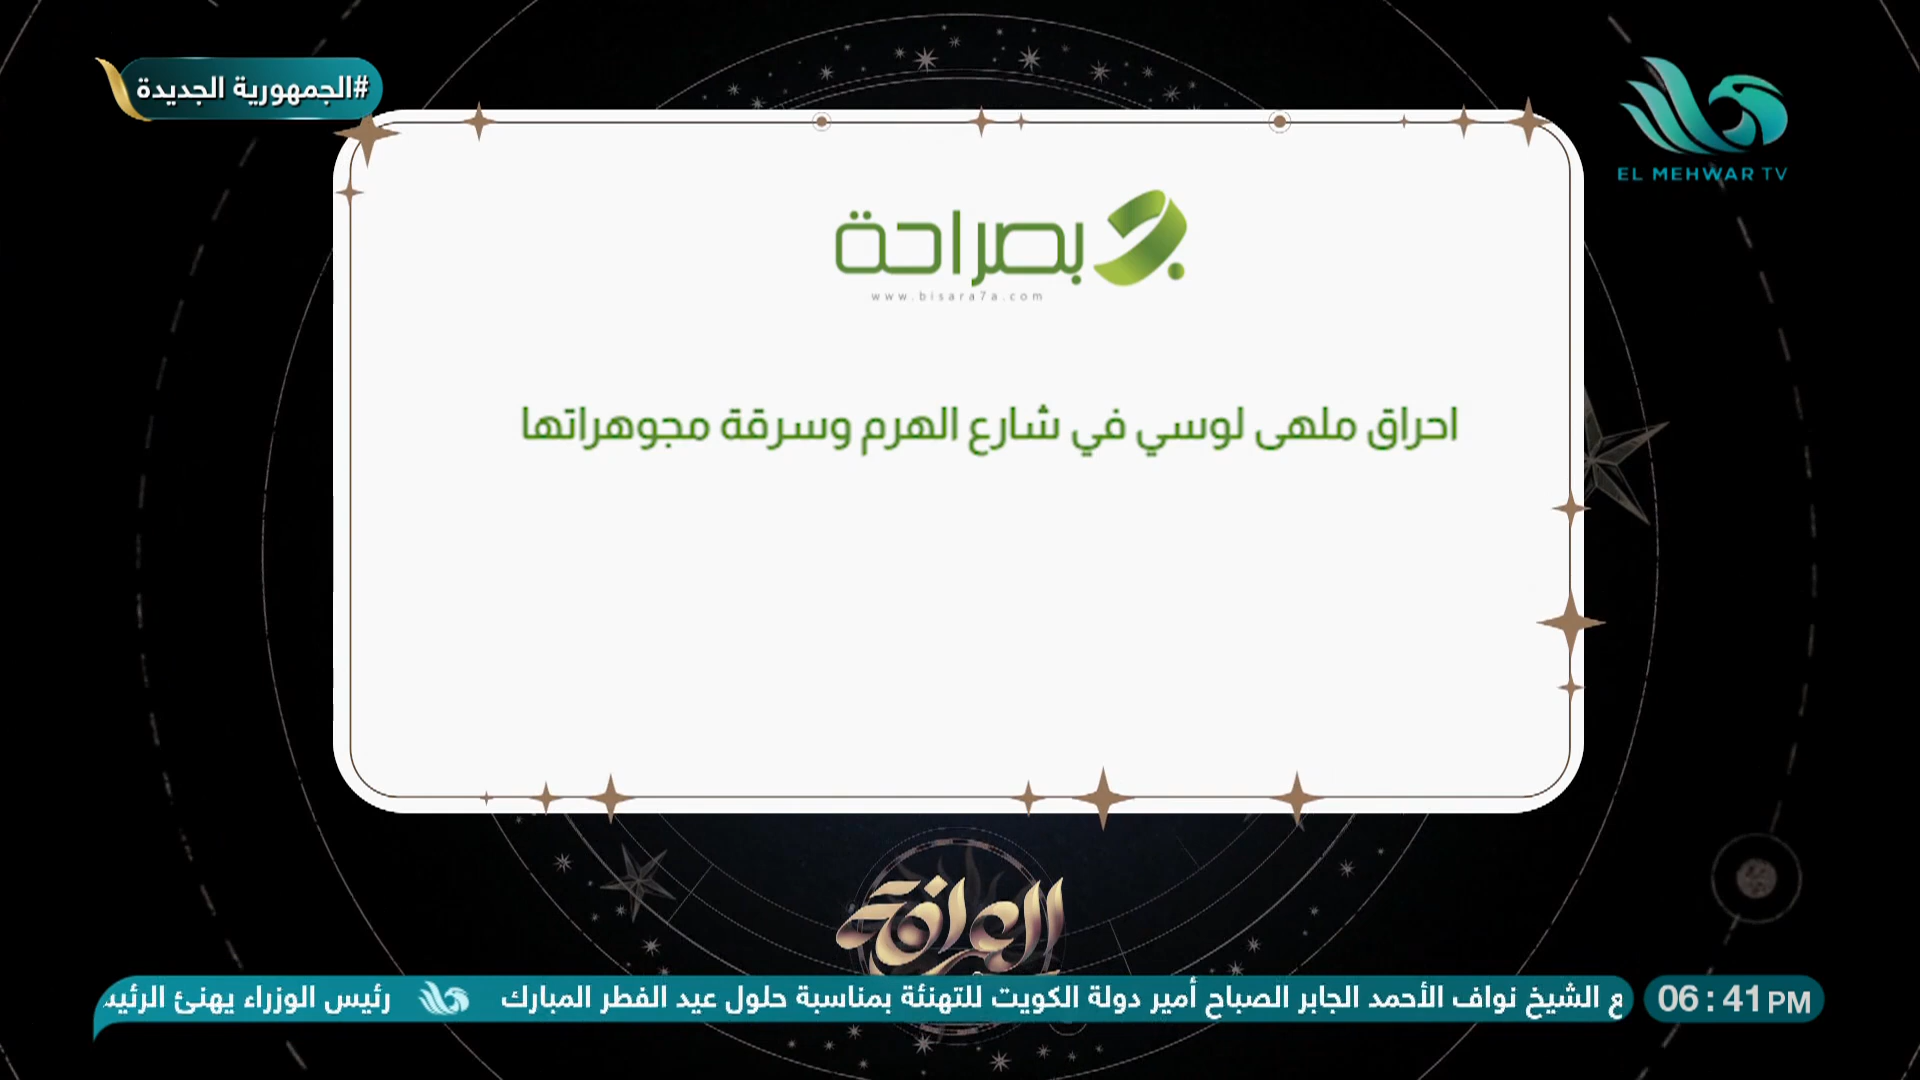 #الجمهورية الجديدة
EL MEHWAR TV
بصراحة
www.bisara7a.com
احراق ملهى لوسي في شارع الهرم وسرقة مجوهراتها
العرافة
ع الشيخ نواف الأحمد الجابر الصباح أمير دولة الكويت للتهنئة بمناسبة حلول عيد الفطر المبارك
رئيس الوزراء يهنئ
06:41 PM